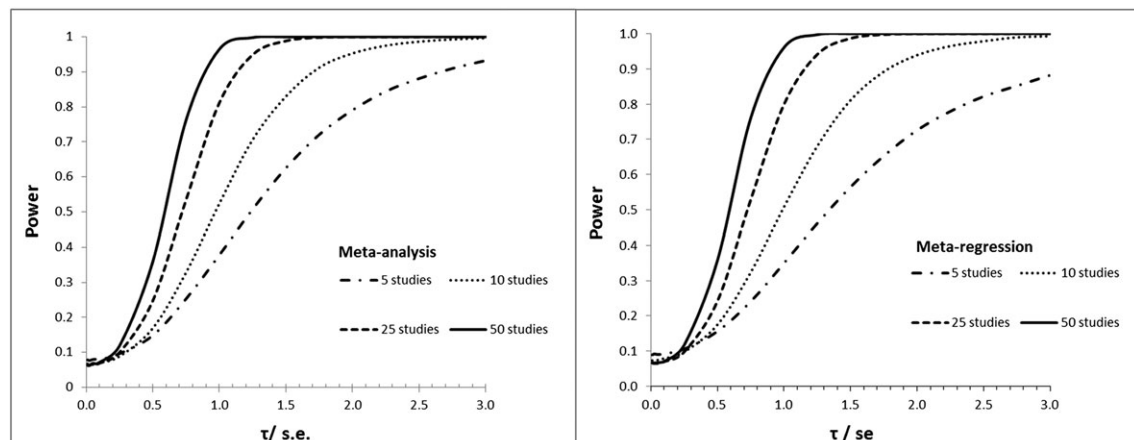 1
0.9
0.8
0.7
0.6
0.5
0.4
0.3
0.2
0.1
0
Power
Meta-analysis
5 studies 10 studies
25 studies 50 studies
0.0 0.5 1.0 1.5 2.0 2.5 3.0
τ/ s.e.
1.0
0.9
0.8
0.7
0.6
0.5
0.4
0.3
0.2
0.1
0.0
Power
Meta-regression
5 studies 10 studies
25 studies 50 studies
0.0 0.5 1.0 1.5 2.0 2.5 3.0
τ / se